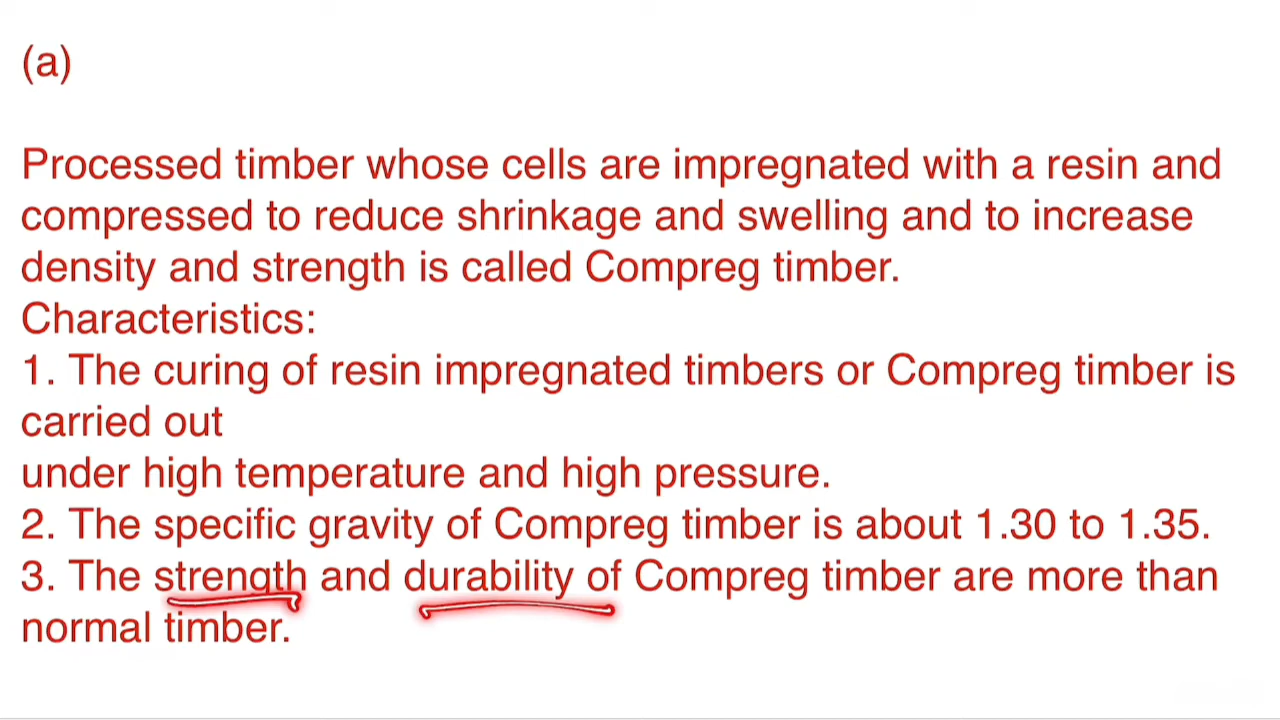 (a)
Processed timber whose cells are impregnated with a resin and
compressed to reduce shrinkage and swelling and to increase
density and strength is called Compreg timber.
Characteristics:
1. The curing of resin impregnated timbers or Compreg timber is
carried out
under high temperature and high pressure.
2. The specific gravity of Compreg timber is about 1.30 to 1.35.
3. The strength and durability of Compreg timber are more than
normal timber.